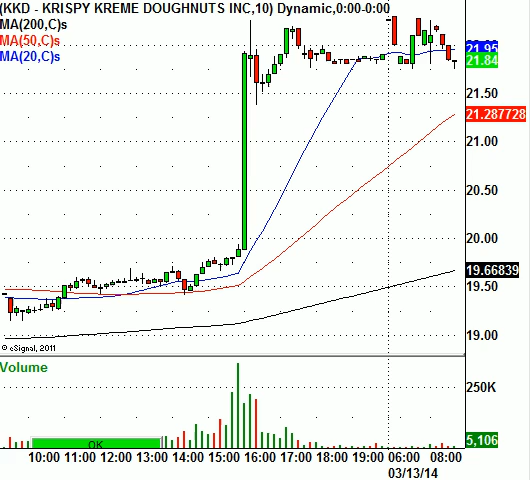 (KKD - KRISPY KREME DOUGHNUTS INC,10) Dynamic,0:00-0:00
MA(200,C)s
MA(50,C)s
MA(20,C)s
21.95
21.84
21.50
21.287728
21.00
20.50
20.00
19.66839
19.50
19.00
© eSignal, 2011
Volume
250K
5,106
OK
10:00 11:00 12:00 13:00 14:00 15:00 16:00 17:00 18:00 19:00 06:00 08:00
03/13/14